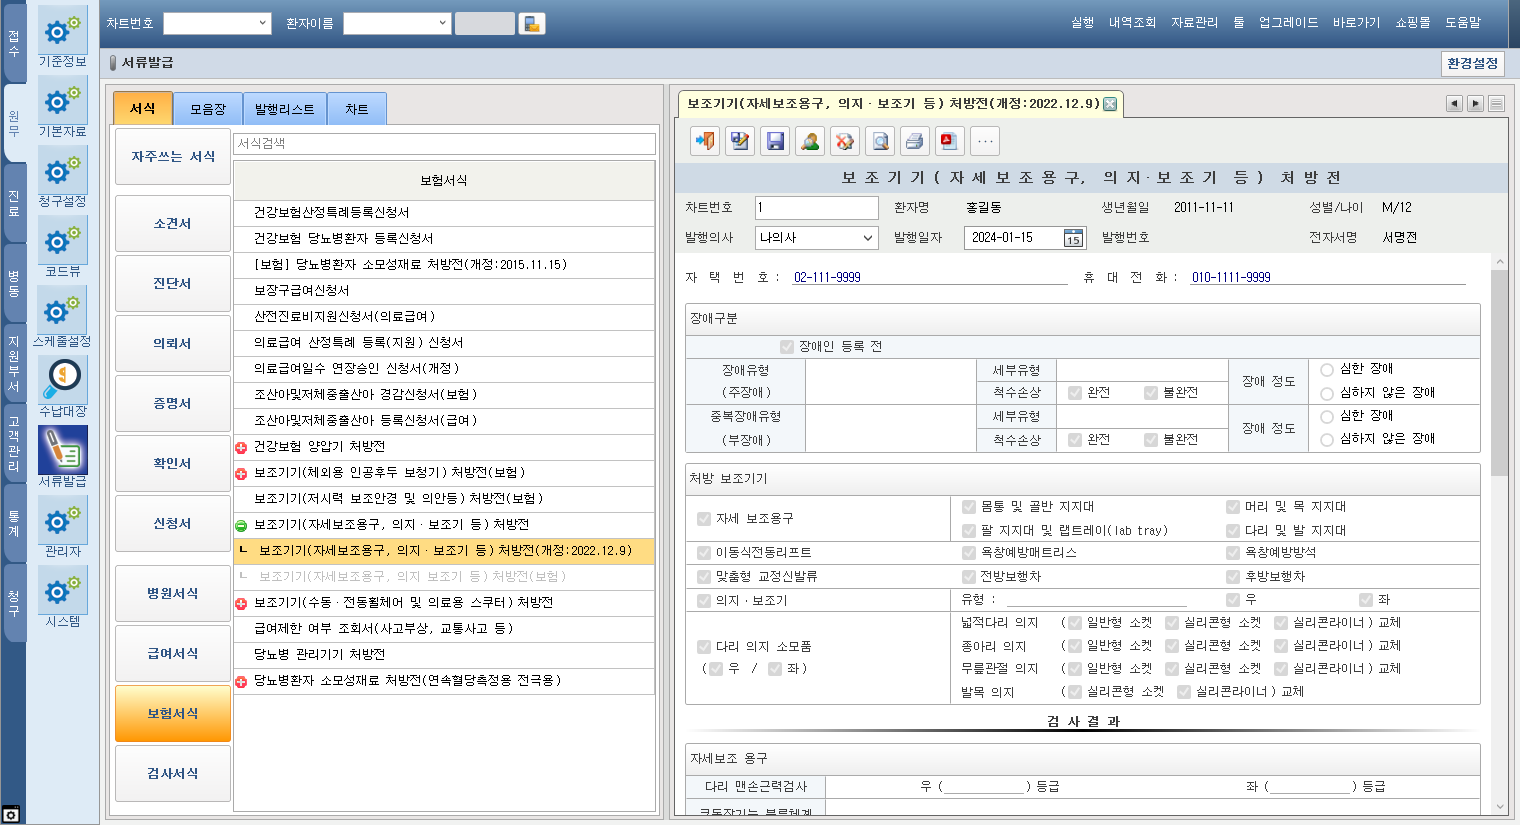 차트번호 환자이름 실행 내역조회 자료관리 툴 업그레이드 바로가기 쇼핑몰 도움말
서류발급 환경설정
접수
원무
진료
병동
지원부서
고객관리
통계
청구
기준정보
기본자료
청구설정
코드뷰
스케줄설정
수납대장
서류발급
관리자
시스템
서식 모음장 발행리스트 차트
자주쓰는 서식
소견서
진단서
의뢰서
증명서
확인서
신청서
병원서식
급여서식
보험서식
검사서식
서식검색
보험서식
건강보험산정특례등록신청서
건강보험 당뇨병환자 등록신청서
[보험] 당뇨병환자 소모성재료 처방전(개정:2015.11.15)
보장구급여신청서
산전진료비지원신청서(의료급여)
의료급여 산정특례 등록(지원) 신청서
의료급여일수 연장승인 신청서(개정)
조산아및저체중출산아 경감신청서(보험)
조산아및저체중출산아 등록신청서(급여)
건강보험 양압기 처방전
보조기기(체외용 인공후두 보청기) 처방전(보험)
보조기기(저시력 보조안경 및 의안등) 처방전(보험)
보조기기(자세보조용구, 의지·보조기 등) 처방전
ㄴ 보조기기(자세보조용구, 의지·보조기 등) 처방전(개정:2022.12.9)
ㄴ 보조기기(자세보조용구, 의지 보조기 등) 처방전(보험)
보조기기(수동·전동휠체어 및 의료용 스쿠터) 처방전
급여제한 여부 조회서(사고부상, 교통사고 등)
당뇨병 관리기기 처방전
당뇨병환자 소모성재료 처방전(연속혈당측정용 전극용)
보조기기(자세보조용구, 의지·보조기 등) 처방전(개정:2022.12.9)
...
보조기기(자세보조용구, 의지·보조기 등) 처방전
차트번호 1 환자명 홍길동 생년월일 2011-11-11 성별/나이 M/12
발행의사 나의사 발행일자 2024-01-15 15 발행번호 전자서명 서명전
자 택 번 호 : 02-111-9999 휴 대 전 화 : 010-1111-9999
장애구분
장애인 등록 전
장애유형 세부유형 장애 정도 심한 장애
(주장애) 척수손상 완전 불완전 심하지 않은 장애
중복장애유형 세부유형 장애 정도 심한 장애
(부장애) 척수손상 완전 불완전 심하지 않은 장애
처방 보조기기
자세 보조용구 몸통 및 골반 지지대 머리 및 목 지지대
팔 지지대 및 랩트레이(lab tray) 다리 및 발 지지대
이동식전동리프트 욕창예방매트리스 욕창예방방석
맞춤형 교정신발류 전방보행차 후방보행차
의지·보조기 유형 : 우 좌
다리 의지 소모품 (우 / 좌)
넓적다리 의지 (일반형 소켓 실리콘형 소켓 실리콘라이너) 교체
종아리 의지 (일반형 소켓 실리콘형 소켓 실리콘라이너) 교체
무릎관절 의지 (일반형 소켓 실리콘형 소켓 실리콘라이너) 교체
발목 의지 (실리콘형 소켓 실리콘라이너) 교체
검 사 결 과
자세보조 용구
다리 맨손근력검사 우 (____________) 등급 좌 (____________) 등급